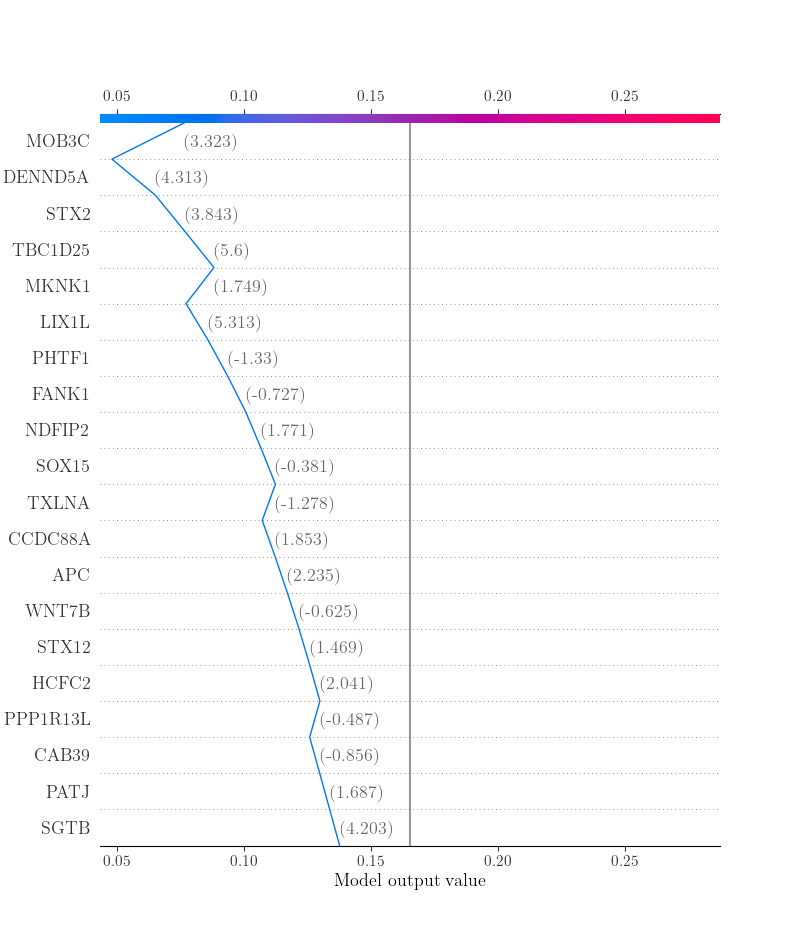 0.05 0.10 0.15 0.20 0.25
MOB3C (3.323)
DENND5A (4.313)
STX2 (3.843)
TBC1D25 (5.6)
MKNK1 (1.749)
LIX1L (5.313)
PHTF1 (-1.33)
FANK1 (-0.727)
NDFIP2 (1.771)
SOX15 (-0.381)
TXLNA (-1.278)
CCDC88A (1.853)
APC (2.235)
WNT7B (-0.625)
STX12 (1.469)
HCFC2 (2.041)
PPP1R13L (-0.487)
CAB39 (-0.856)
PATJ (1.687)
SGTB (4.203)
0.05 0.10 0.15 0.20 0.25
Model output value